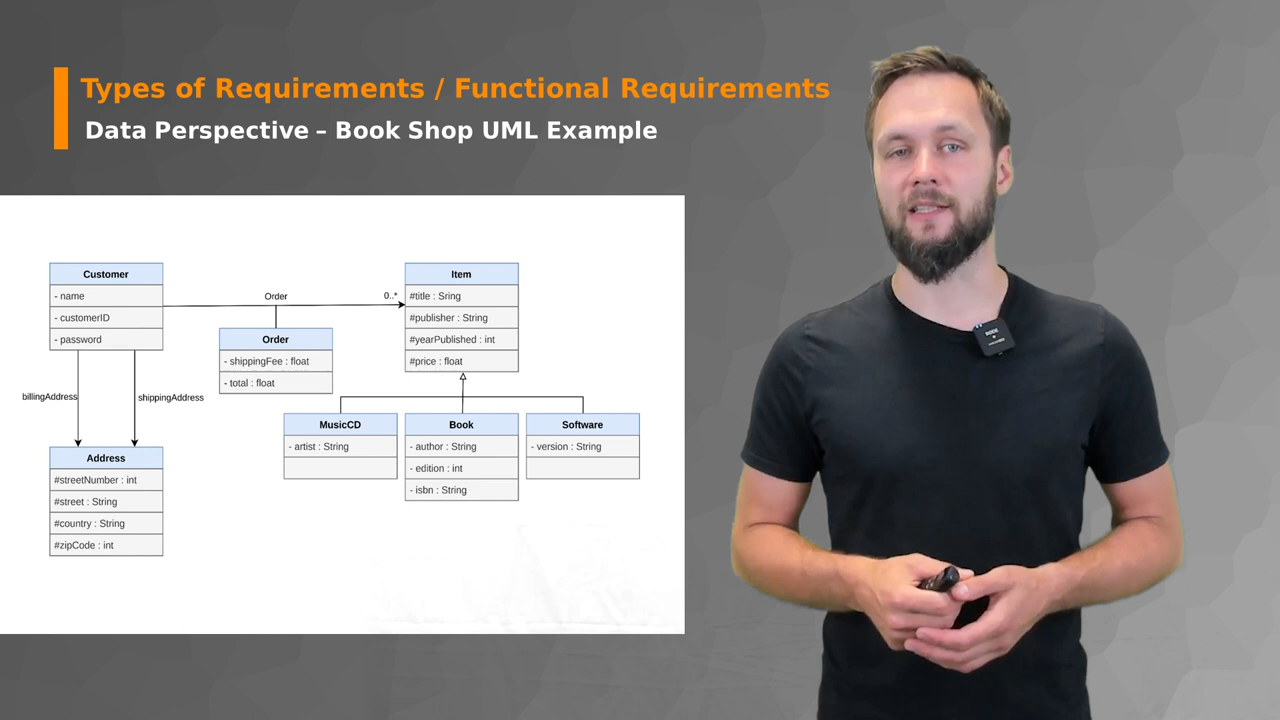 Types of Requirements / Functional Requirements
Data Perspective – Book Shop UML Example
Customer
- name
- customerID
- password
Order
0..*
Item
#title : Sring
#publisher : String
#yearPublished : int
#price : float
Order
- shippingFee : float
- total : float
billingAddress
shippingAddress
MusicCD
- artist : String
Book
- author : String
- edition : int
- isbn : String
Software
- version : String
Address
#streetNumber : int
#street : String
#country : String
#zipCode : int